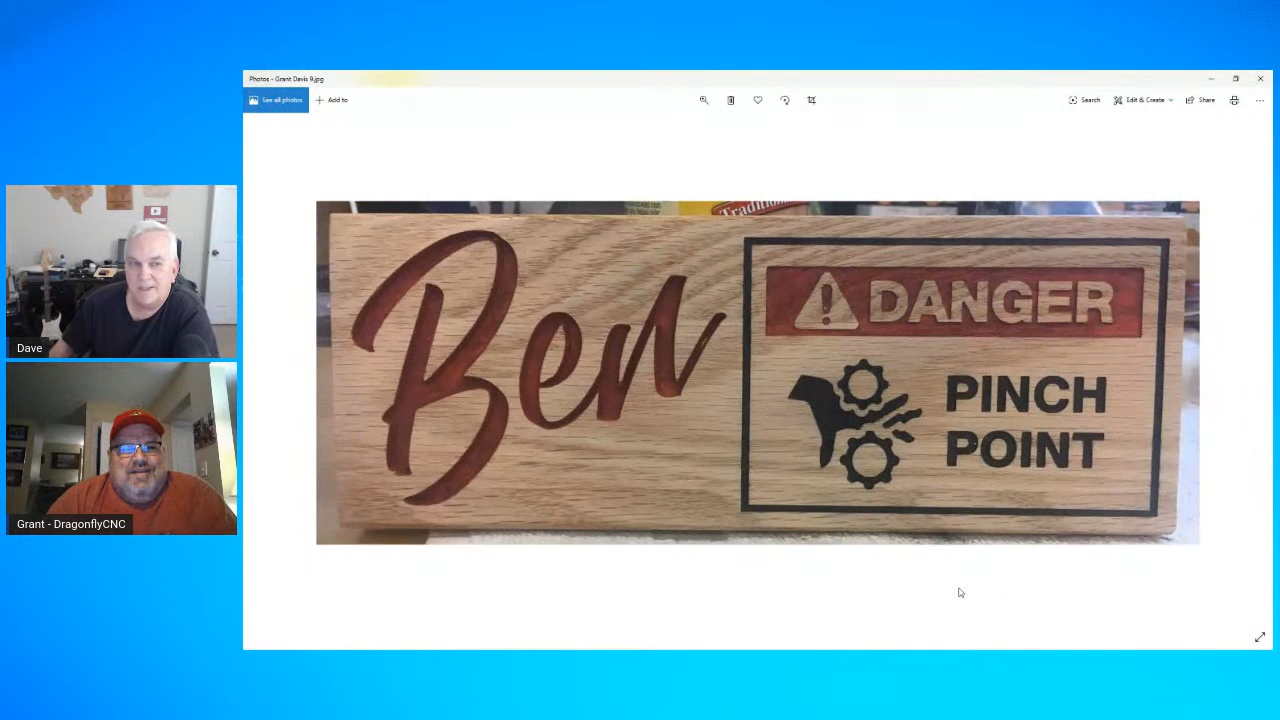 Photos - Grant Davis 9.jpg
See all photos
Add to
Search
Edit & Create
Share
Dave
Grant - DragonflyCNC
Ben
DANGER
PINCH
POINT